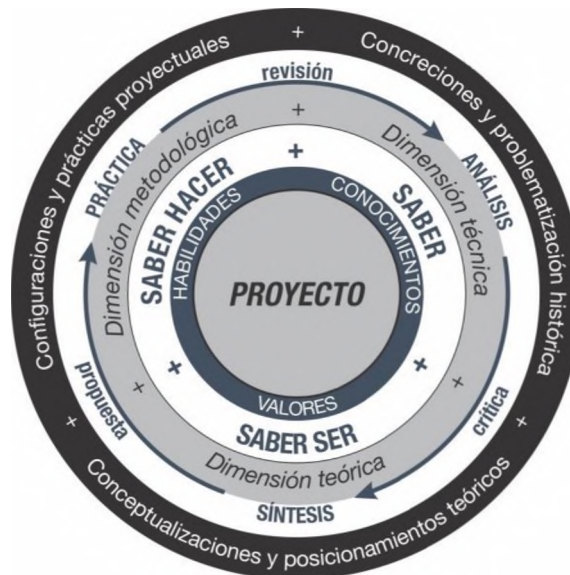 Configuraciones y prácticas proyectuales
+
Concreciones y problematización histórica
+
Conceptualizaciones y posicionamientos teóricos
+
revisión
PRÁCTICA
ANÁLISIS
propuesta
crítica
SÍNTESIS
Dimensión metodológica
+
Dimensión técnica
+
Dimensión teórica
+
SABER HACER
+
SABER
+
SABER SER
+
HABILIDADES
CONOCIMIENTOS
VALORES
PROYECTO